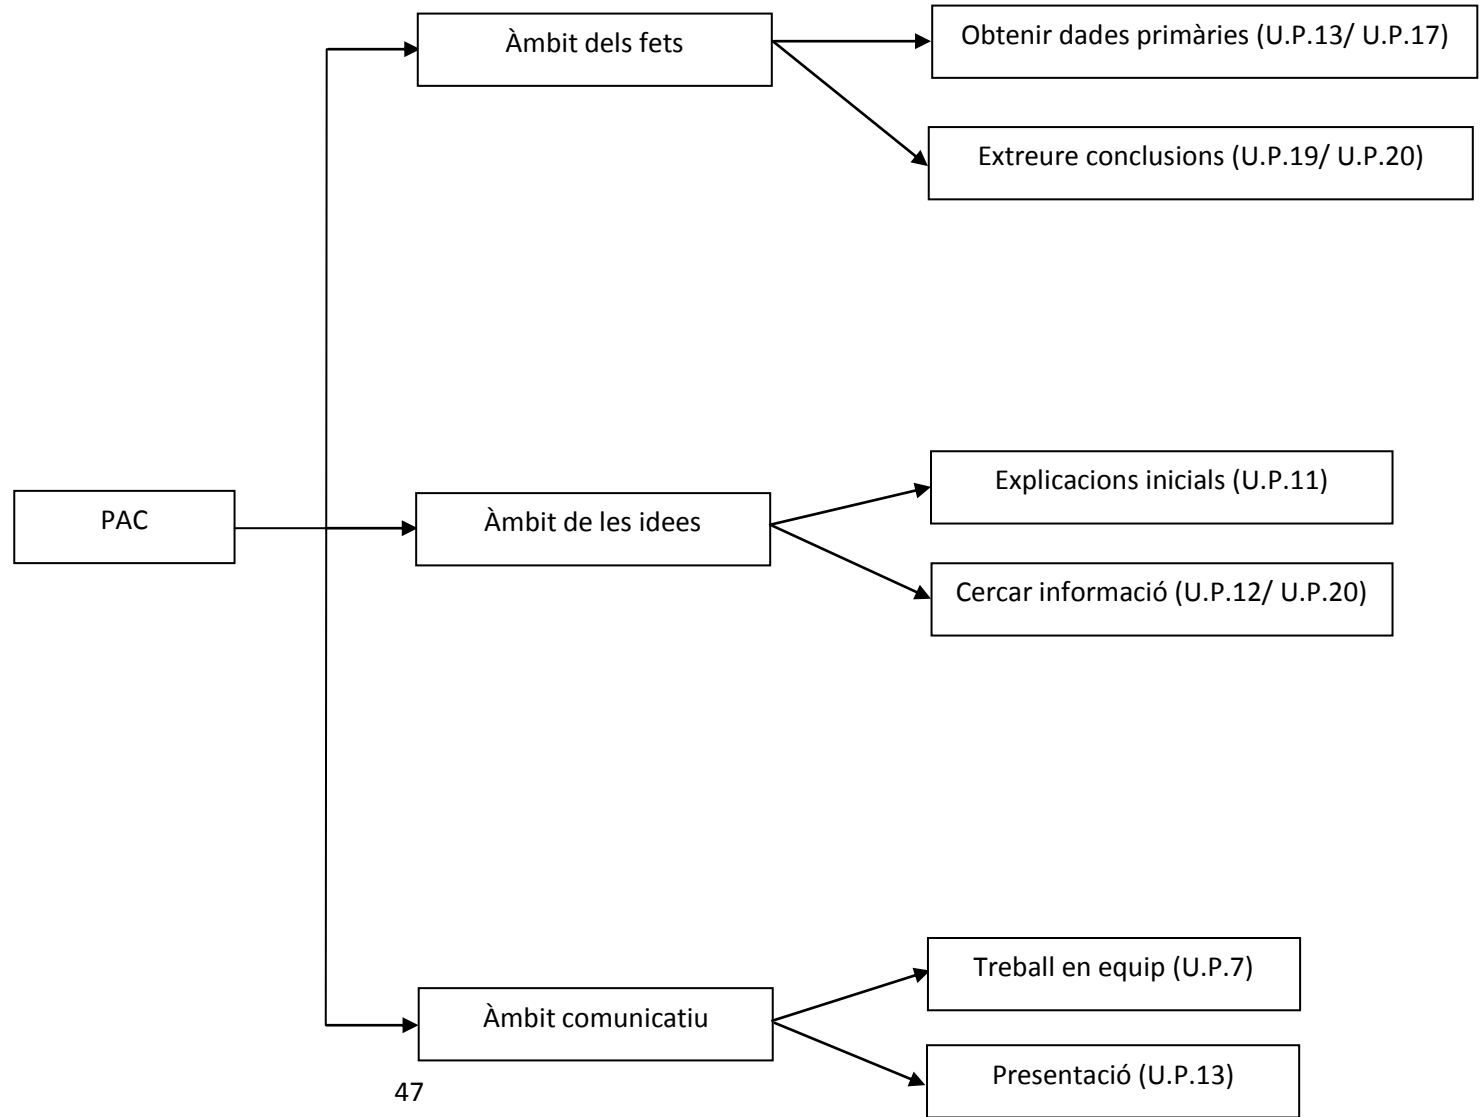 Àmbit dels fets
Obtenir dades primàries (U.P.13/ U.P.17)
Extreure conclusions (U.P.19/ U.P.20)
PAC
Àmbit de les idees
Explicacions inicials (U.P.11)
Cercar informació (U.P.12/ U.P.20)
Àmbit comunicatiu
Treball en equip (U.P.7)
Presentació (U.P.13)
47